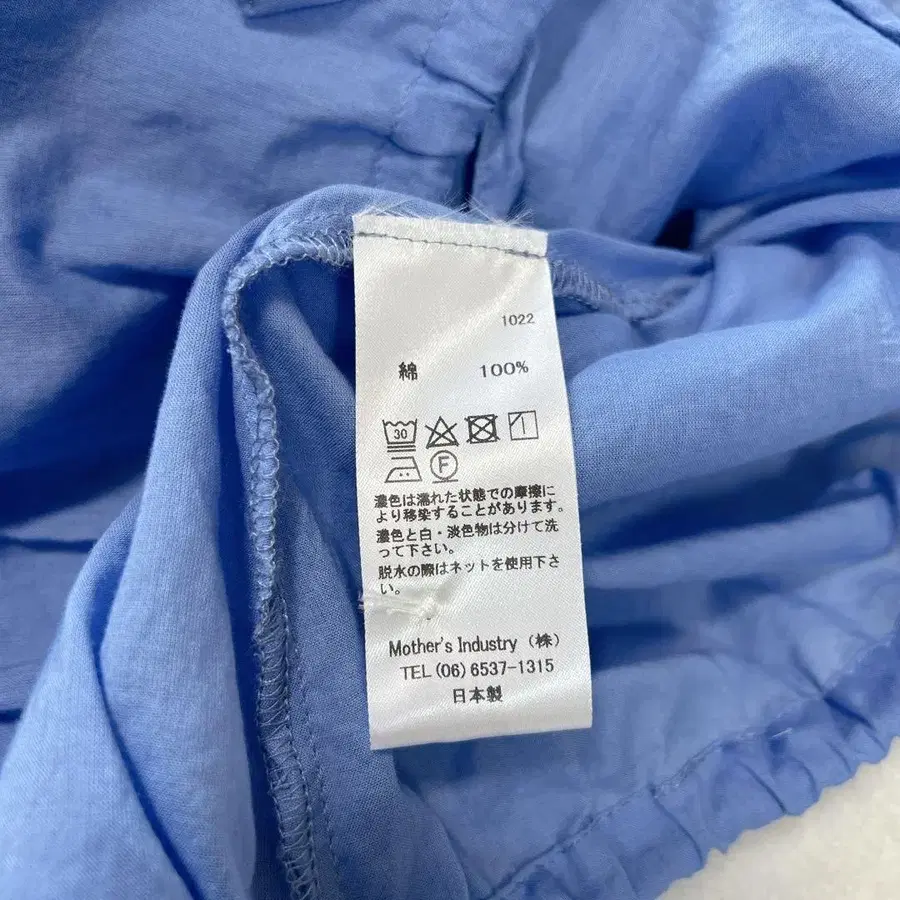 1022
綿 100%
30
F
濃色は濡れた状態での摩擦に
より移染することがあります。
濃色と白・淡色物は分けて洗
って下さい。
脱水の際はネットを使用下さ
い。
Mother's Industry (株)
TEL (06) 6537-1315
日本製